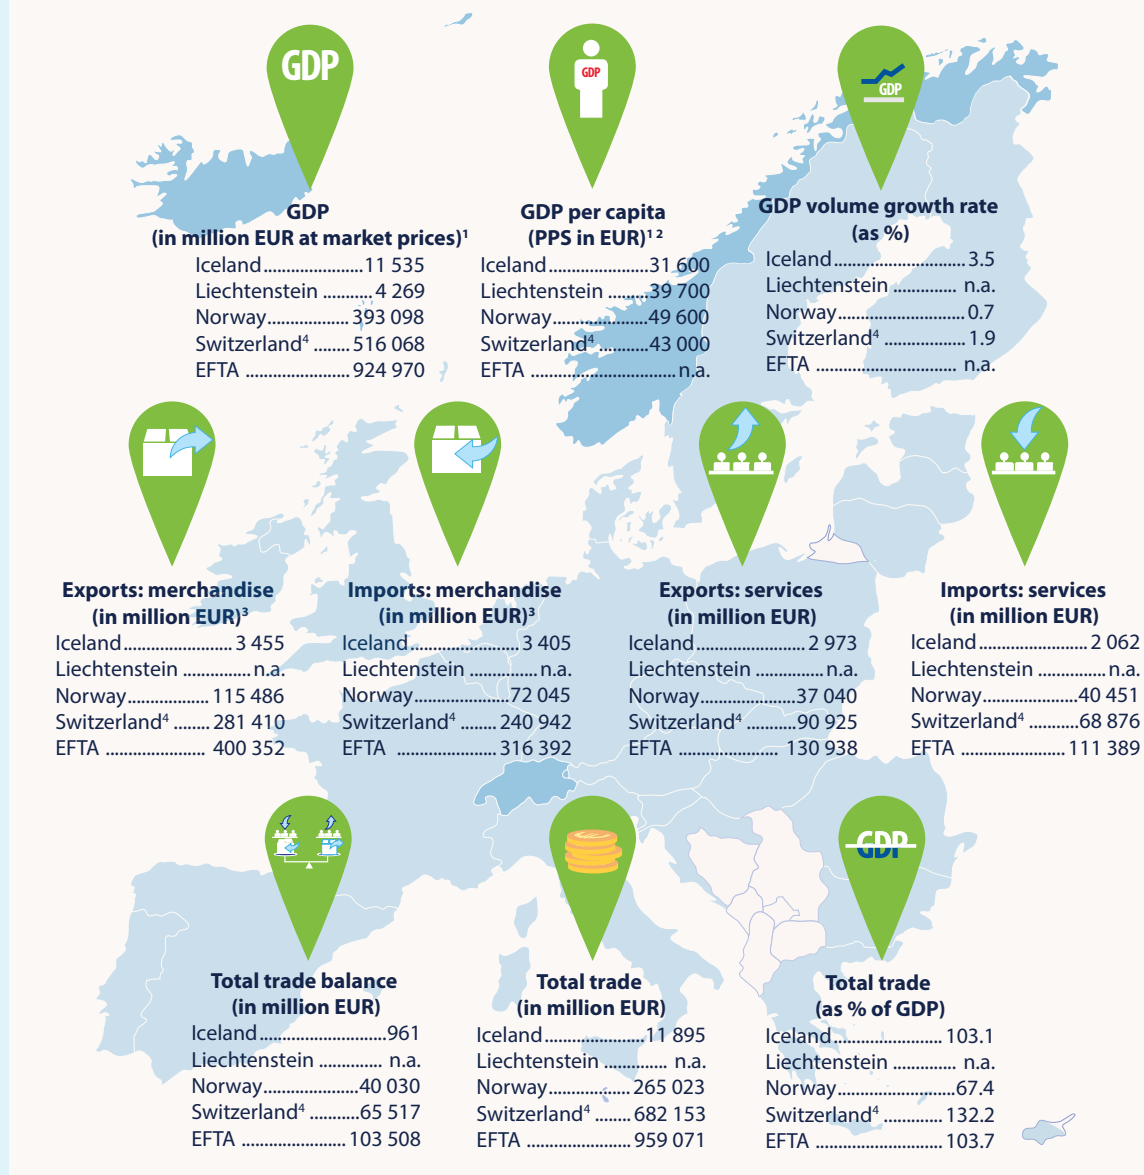 GDP
GDP
GDP
GDP
(in million EUR at market prices)¹
Iceland......................11 535
Liechtenstein ...........4 269
Norway.................. 393 098
Switzerland⁴ ........516 068
EFTA .......................924 970
GDP per capita
(PPS in EUR)¹ ²
Iceland......................31 600
Liechtenstein .........39 700
Norway.....................49 600
Switzerland⁴ ...........43 000
EFTA ................................n.a.
GDP volume growth rate
(as %)
Iceland............................. 3.5
Liechtenstein .............. n.a.
Norway............................ 0.7
Switzerland⁴ .................. 1.9
EFTA ............................... n.a.
Exports: merchandise
(in million EUR)³
Iceland........................ 3 455
Liechtenstein ...............n.a.
Norway...................115 486
Switzerland⁴ ......... 281 410
EFTA ...................... 400 352
Imports: merchandise
(in million EUR)³
Iceland........................3 405
Liechtenstein ...............n.a.
Norway.....................72 045
Switzerland⁴ ......... 240 942
EFTA ......................316 392
Exports: services
(in million EUR)
Iceland.........................2 973
Liechtenstein ...............n.a.
Norway.....................37 040
Switzerland⁴ ............90 925
EFTA ...................... 130 938
Imports: services
(in million EUR)
Iceland........................ 2 062
Liechtenstein ...............n.a.
Norway.....................40 451
Switzerland⁴ ............68 876
EFTA .......................111 389
GDP
Total trade balance
(in million EUR)
Iceland............................961
Liechtenstein .............. n.a.
Norway.....................40 030
Switzerland⁴ ...........65 517
EFTA ....................... 103 508
Total trade
(in million EUR)
Iceland......................11 895
Liechtenstein .............. n.a.
Norway.................. 265 023
Switzerland⁴ ........ 682 153
EFTA .......................959 071
Total trade
(as % of GDP)
Iceland........................ 103.1
Liechtenstein .............. n.a.
Norway..........................67.4
Switzerland⁴ .............. 132.2
EFTA ............................103.7